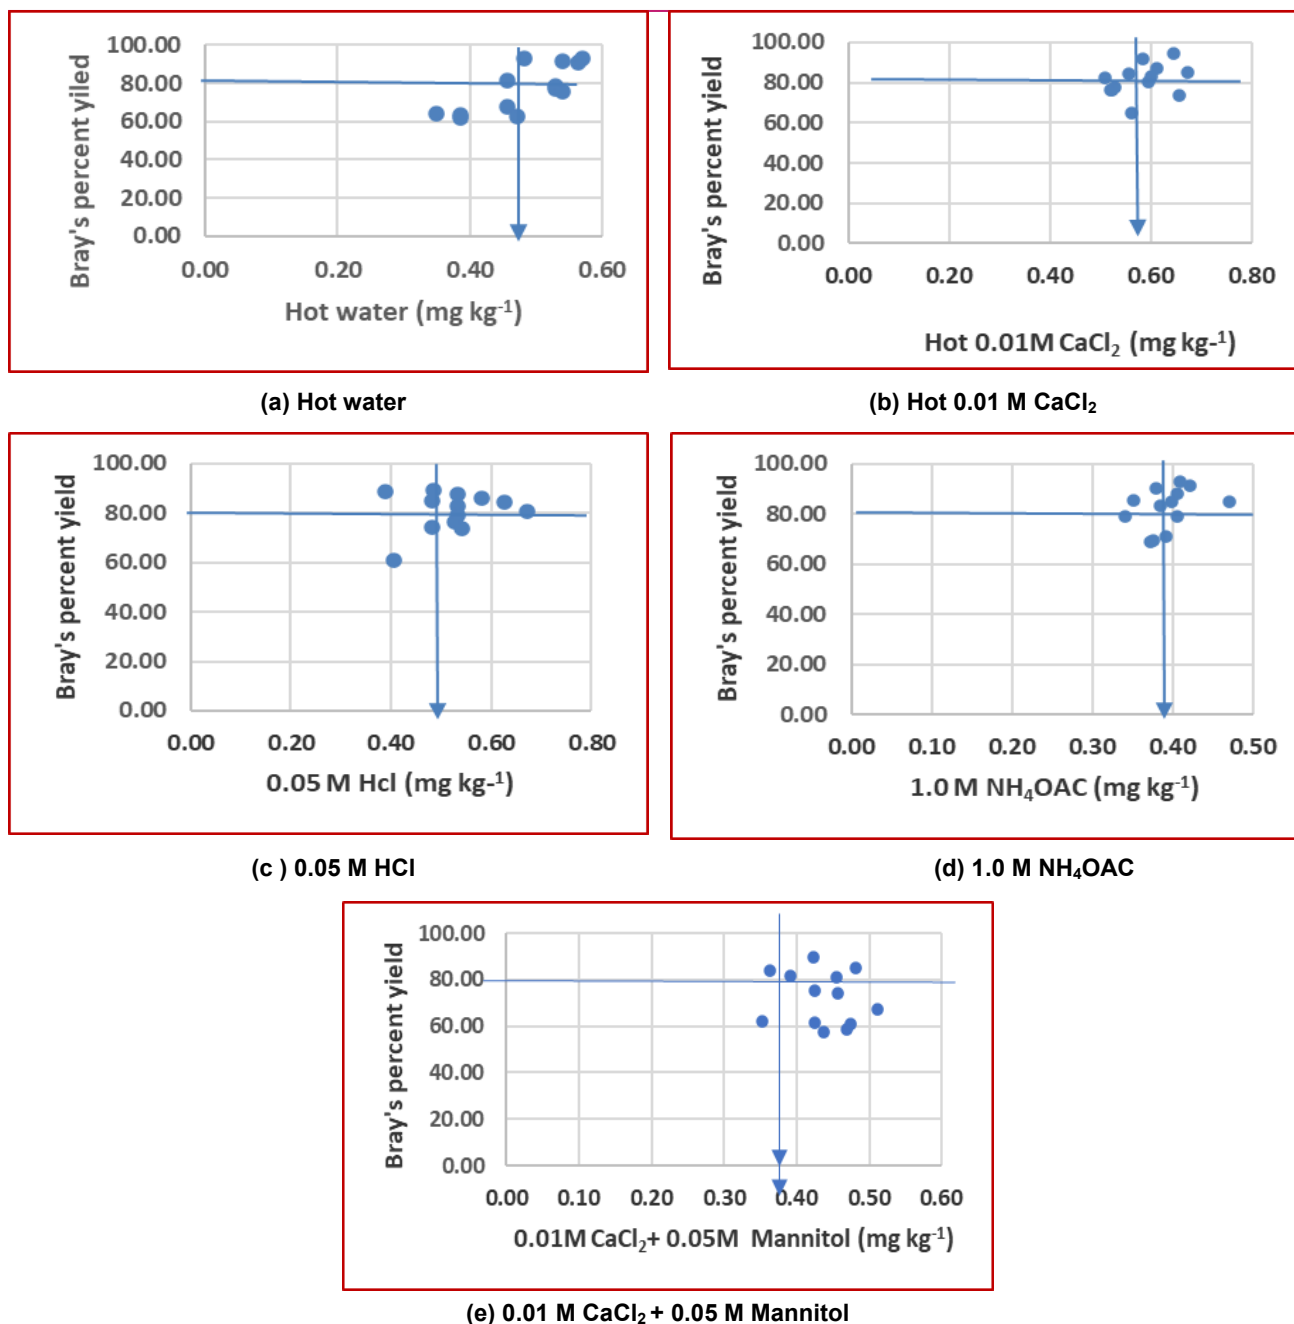 Bray's percent yiled
100.00
80.00
60.00
40.00
20.00
0.00
0.00 0.20 0.40 0.60
Hot water (mg kg⁻¹)
(a) Hot water
Bray's percent yield
100.00
80.00
60.00
40.00
20.00
0.00
0.00 0.20 0.40 0.60 0.80
Hot 0.01M CaCl₂ (mg kg-¹)
(b) Hot 0.01 M CaCl₂
Bray's percent yield
100.00
80.00
60.00
40.00
20.00
0.00
0.00 0.20 0.40 0.60 0.80
0.05 M Hcl (mg kg-¹)
(c ) 0.05 M HCl
Bray's percent yield
100.00
80.00
60.00
40.00
20.00
0.00
0.00 0.10 0.20 0.30 0.40 0.50
1.0 M NH₄OAC (mg kg⁻¹)
(d) 1.0 M NH₄OAC
Bray's percent yield
100.00
80.00
60.00
40.00
20.00
0.00
0.00 0.10 0.20 0.30 0.40 0.50 0.60
0.01M CaCl₂+ 0.05M Mannitol (mg kg⁻¹)
(e) 0.01 M CaCl₂ + 0.05 M Mannitol